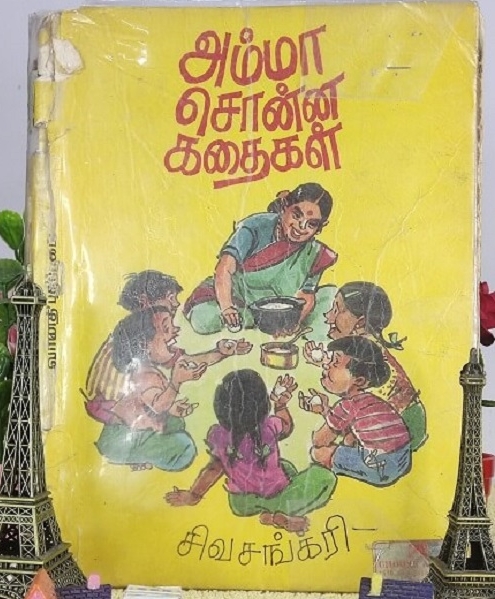 அம்மா
சொன்ன
கதைகள்
சிவசங்கரி